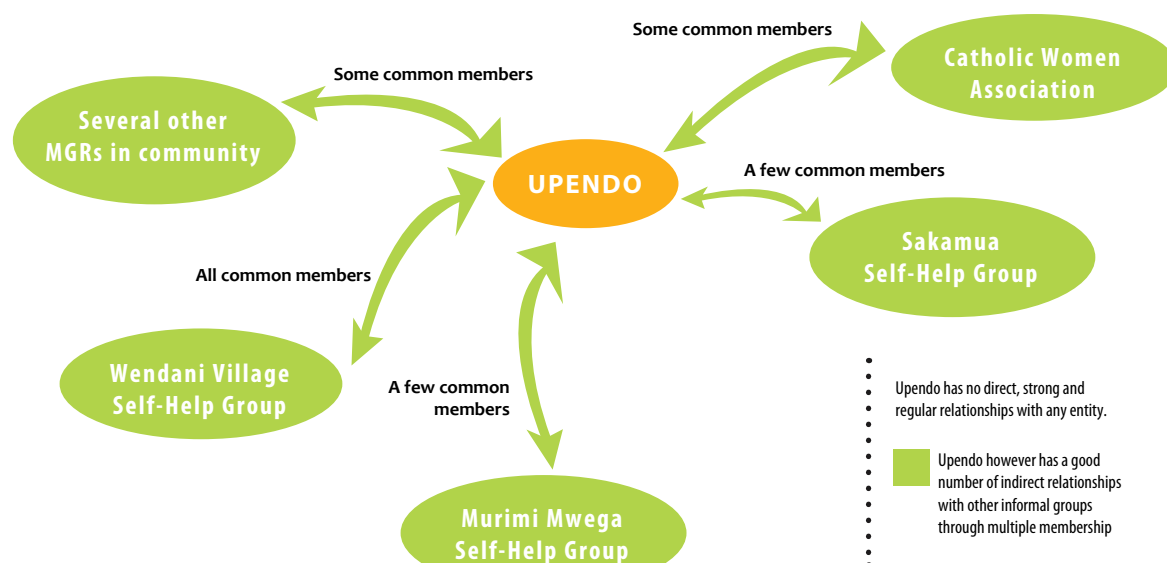 Some common members
Catholic Women
Association
Some common members
Several other
MGRs in community
UPENDO
A few common members
Sakamua
Self-Help Group
All common members
Wendani Village
Self-Help Group
A few common
members
Murimi Mwega
Self-Help Group
Upendo has no direct, strong and
regular relationships with any entity.
Upendo however has a good
number of indirect relationships
with other informal groups
through multiple membership